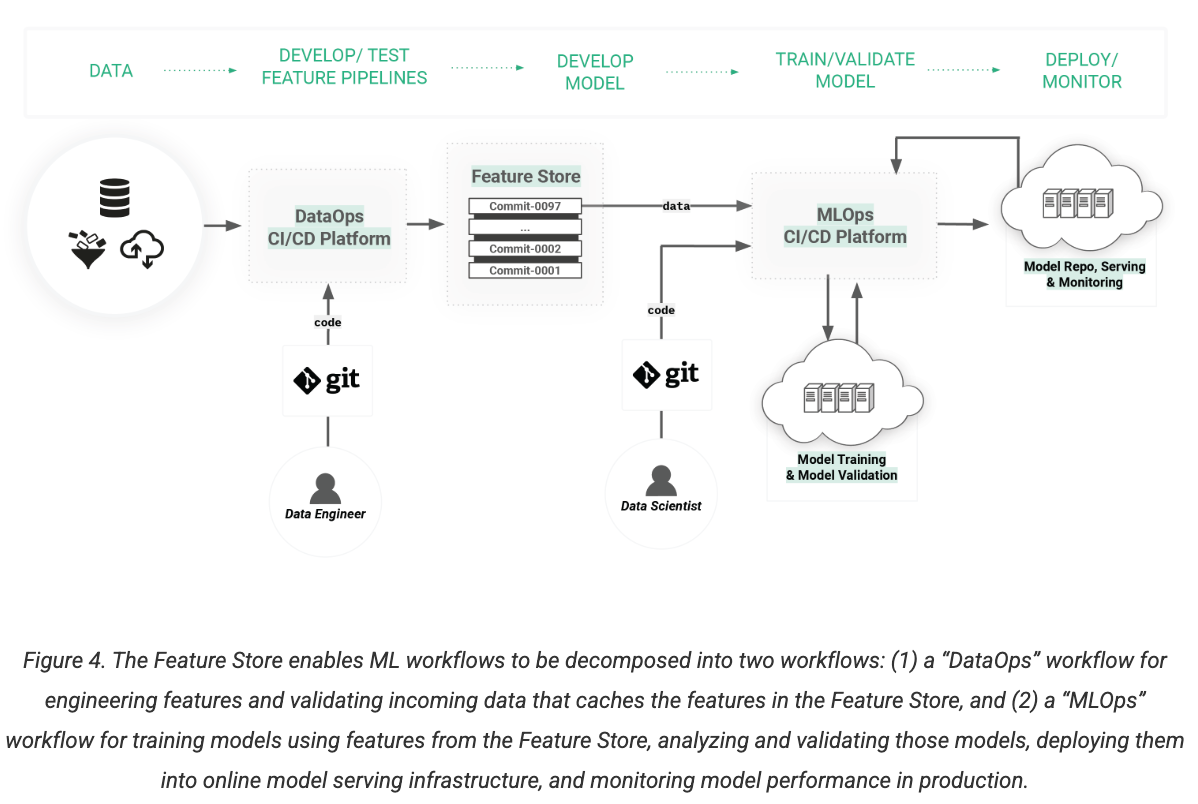 DATA
DEVELOP/ TEST
FEATURE PIPELINES
DEVELOP
MODEL
TRAIN/VALIDATE
MODEL
DEPLOY/
MONITOR
DataOps
CI/CD Platform
Feature Store
Commit-0097
...
Commit-0002
Commit-0001
data
MLOps
CI/CD Platform
Model Repo, Serving
& Monitoring
code
git
Data Engineer
code
git
Data Scientist
Model Training
& Model Validation
Figure 4. The Feature Store enables ML workflows to be decomposed into two workflows: (1) a “DataOps” workflow for
engineering features and validating incoming data that caches the features in the Feature Store, and (2) a “MLOps”
workflow for training models using features from the Feature Store, analyzing and validating those models, deploying them
into online model serving infrastructure, and monitoring model performance in production.